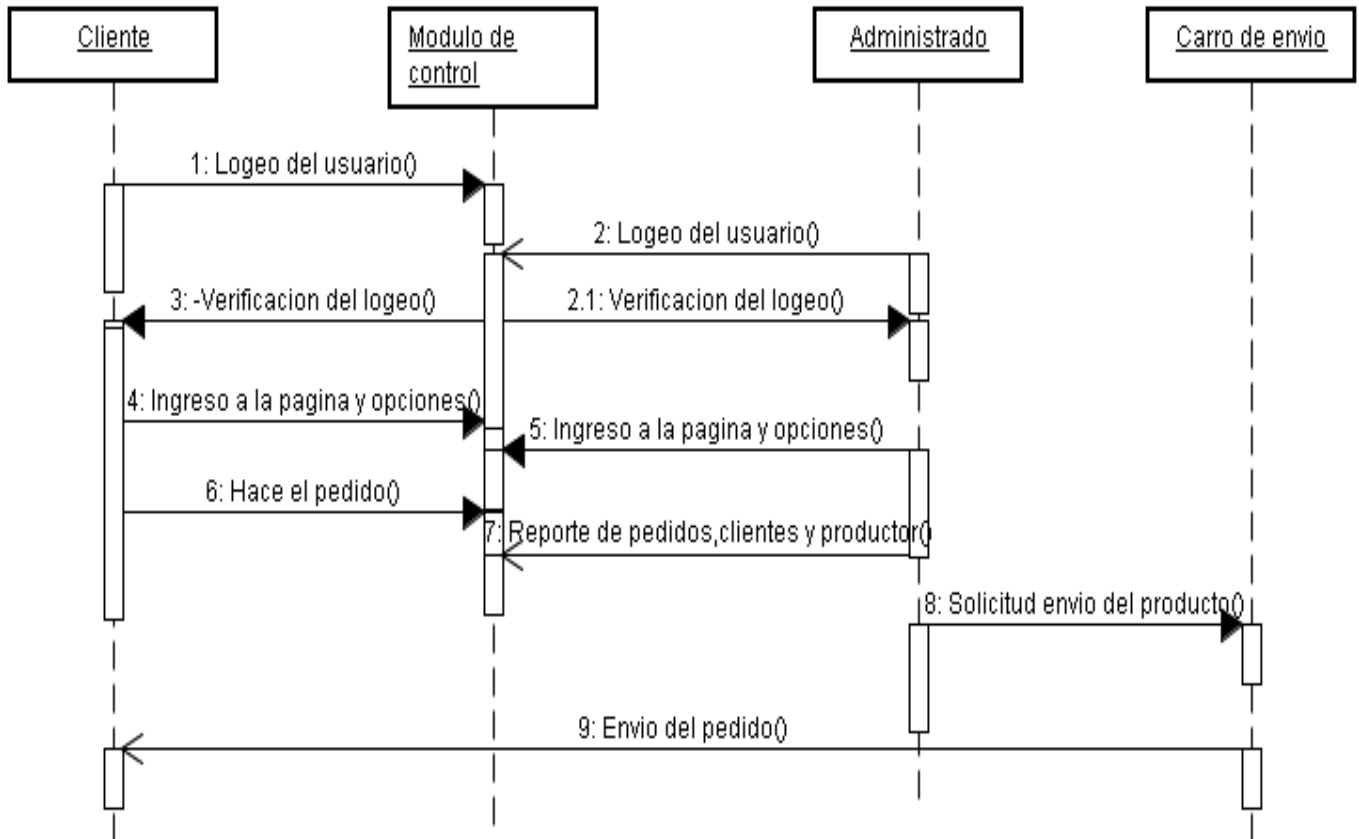 Cliente
Modulo de
control
Administrado
Carro de envio
1: Logeo del usuario()
2: Logeo del usuario()
3: -Verificacion del logeo()
2.1: Verificacion del logeo()
4: Ingreso a la pagina y opciones()
5: Ingreso a la pagina y opciones()
6: Hace el pedido()
7: Reporte de pedidos,clientes y productor()
8: Solicitud envio del producto()
9: Envio del pedido()